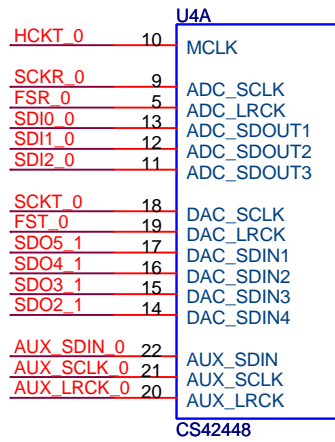 U4A
HCKT_0 10 MCLK
SCKR_0 9 ADC_SCLK
FSR_0 5 ADC_LRCK
SDI0_0 13 ADC_SDOUT1
SDI1_0 12 ADC_SDOUT2
SDI2_0 11 ADC_SDOUT3
SCKT_0 18 DAC_SCLK
FST_0 19 DAC_LRCK
SDO5_1 17 DAC_SDIN1
SDO4_1 16 DAC_SDIN2
SDO3_1 15 DAC_SDIN3
SDO2_1 14 DAC_SDIN4
AUX_SDIN_0 22 AUX_SDIN
AUX_SCLK_0 21 AUX_SCLK
AUX_LRCK_0 20 AUX_LRCK
CS42448